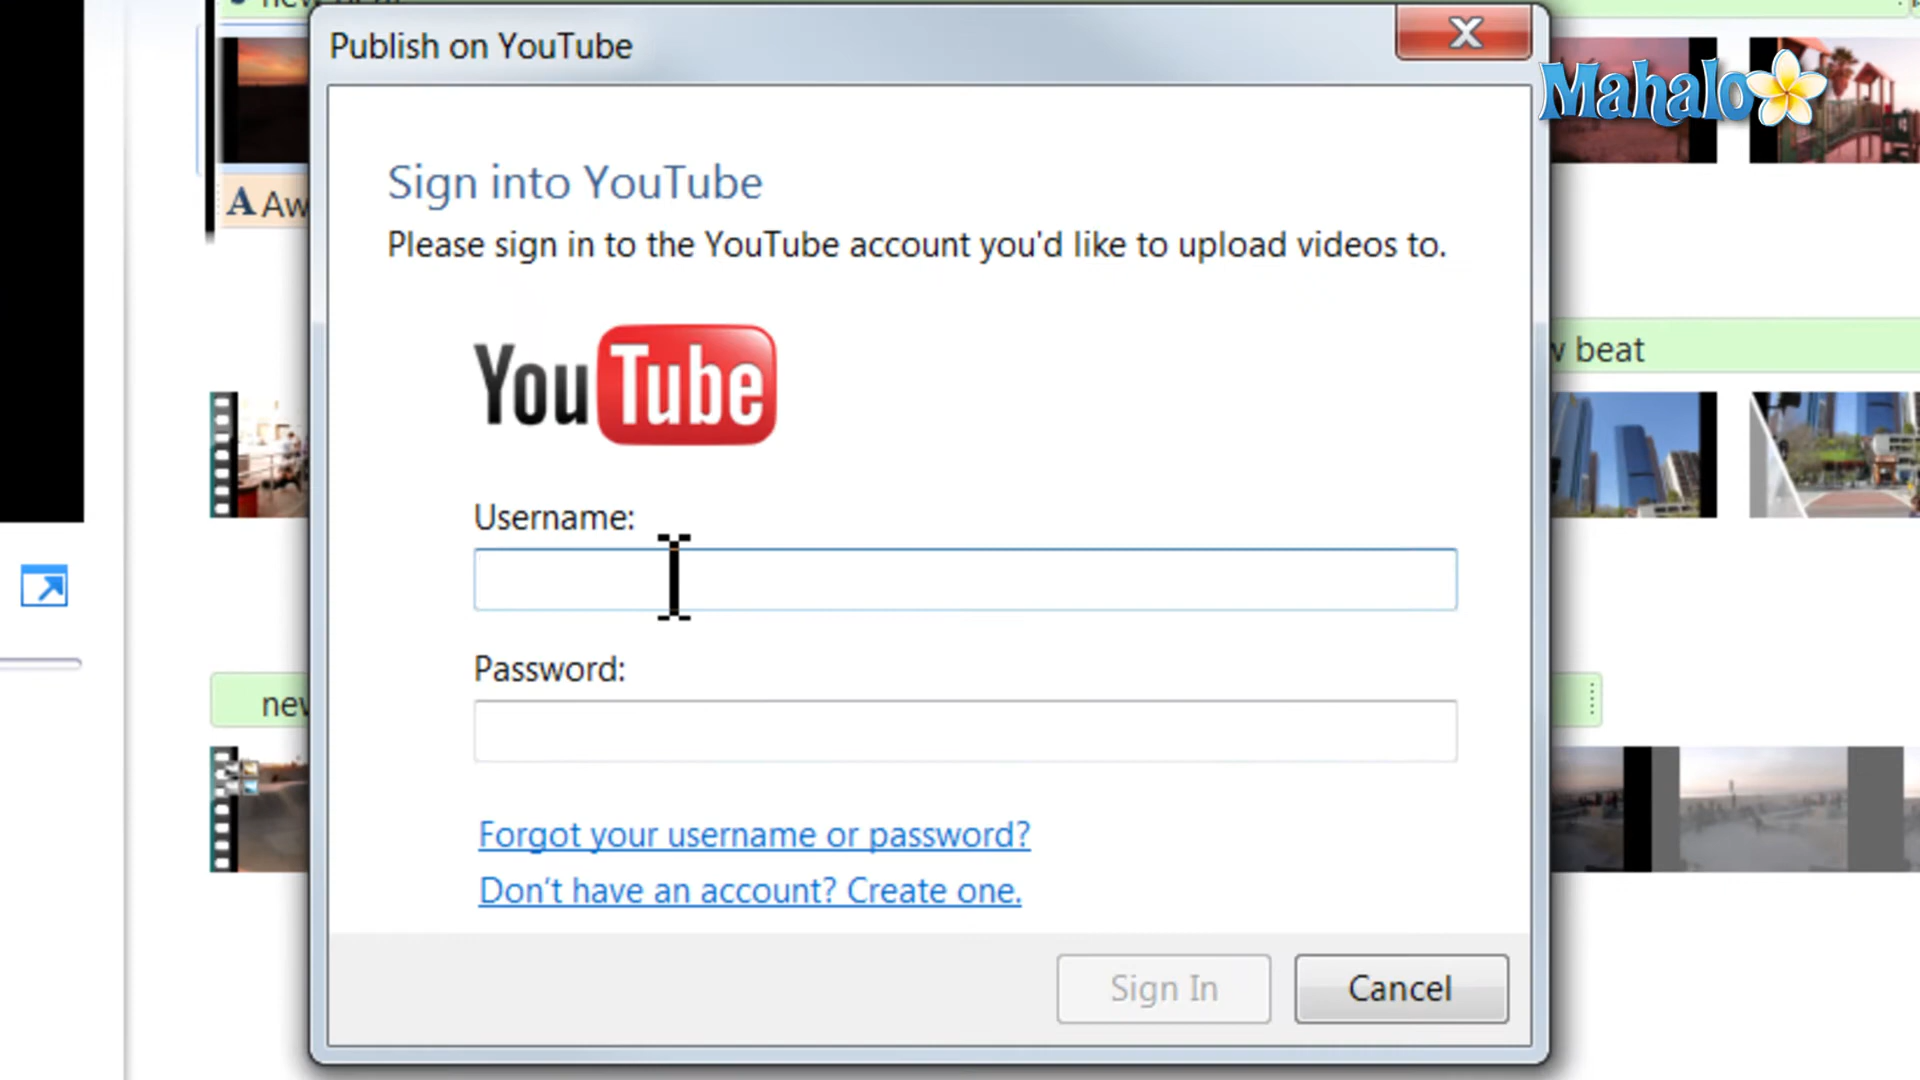 Publish on YouTube
X
Mahalo
A Aw
Sign into YouTube
Please sign in to the YouTube account you'd like to upload videos to.
YouTube
beat
Username:
Password:
Forgot your username or password?
Don't have an account? Create one.
Sign In
Cancel